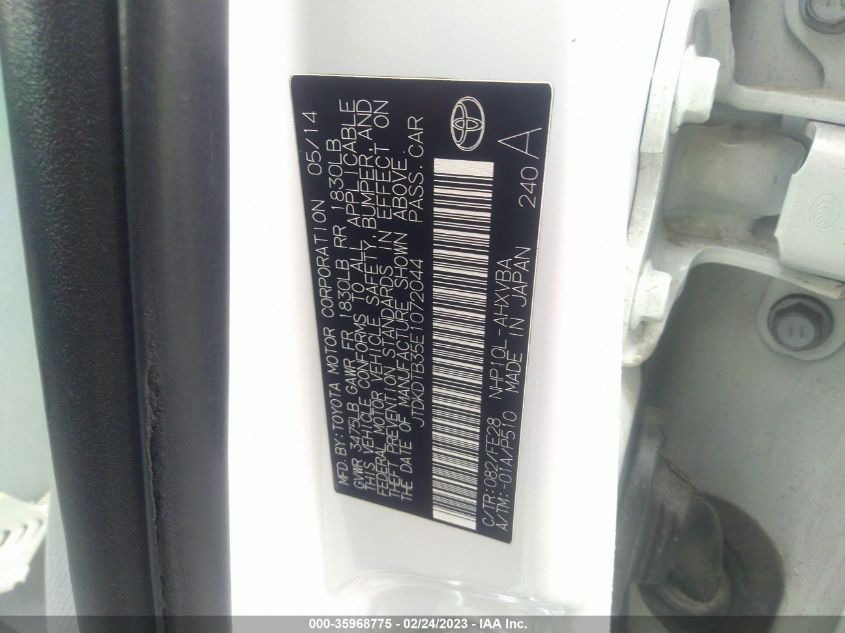 MFD. BY: TOYOTA MOTOR CORPORATION 05/14
GVWR 3475LB GAWR FR 1830LB RR 1830LB
THIS VEHICLE CONFORMS TO ALL APPLICABLE
FEDERAL MOTOR VEHICLE SAFETY, BUMPER, AND
THEFT PREVENTION STANDARDS IN EFFECT ON
THE DATE OF MANUFACTURE SHOWN ABOVE.
JTDKDTB35E1072044 PASS. CAR
C/TR: 082/FE28 NHP10L-AHXVBA 240 A
A/TM: -01A/P510 MADE IN JAPAN
000-35968775 - 02/24/2023 - IAA Inc.